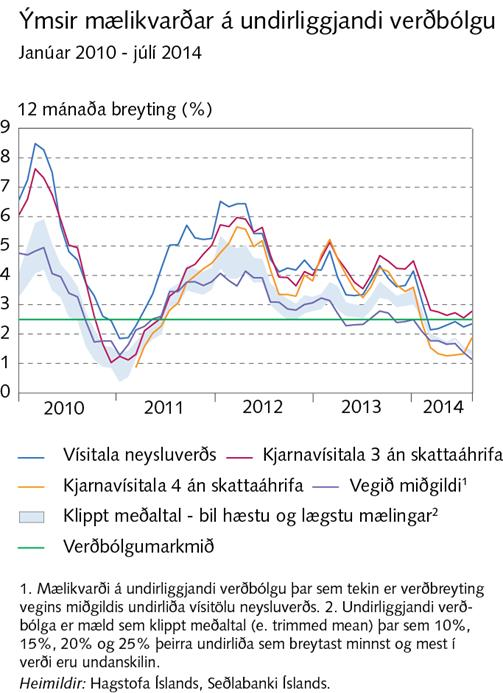 Ýmsir mælikvarðar á undirliggjandi verðbólgu
Janúar 2010 - júlí 2014
12 mánaða breyting (%)
9
8
7
6
5
4
3
2
1
0
2010 2011 2012 2013 2014
Vísitala neysluverðs Kjarnavísitala 3 án skattaáhrifa
Kjarnavísitala 4 án skattaáhrifa Vegið miðgildi¹
Klippt meðaltal - bil hæstu og lægstu mælingar²
Verðbólgumarkmið
1. Mælikvarði á undirliggjandi verðbólgu þar sem tekin er verðbreyting
vegins miðgildis undirliða vísitölu neysluverðs. 2. Undirliggjandi verð-
bólga er mæld sem klippt meðaltal (e. trimmed mean) þar sem 10%,
15%, 20% og 25% þeirra undirliða sem breytast minnst og mest í
verði eru undanskilin.
Heimildir: Hagstofa Íslands, Seðlabanki Íslands.